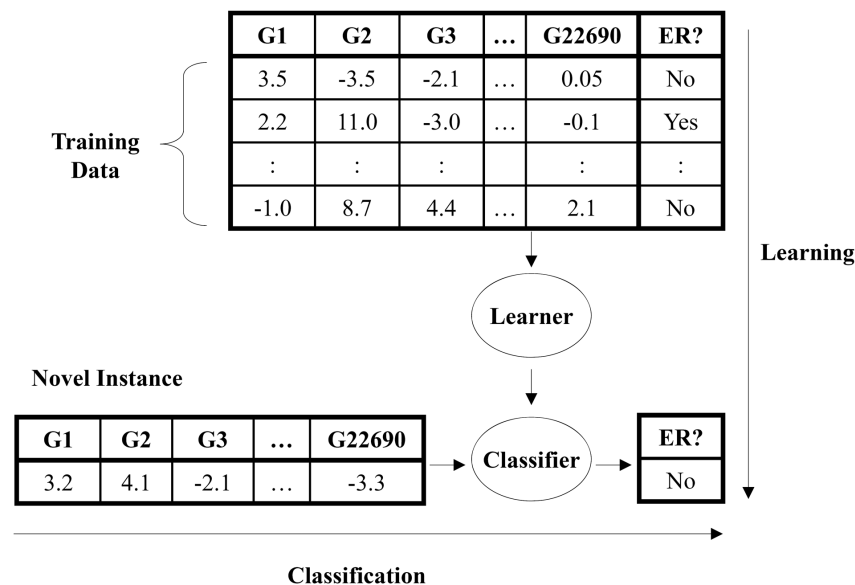 G1 G2 G3 ... G22690 ER?
3.5 -3.5 -2.1 ... 0.05 No
2.2 11.0 -3.0 ... -0.1 Yes
: : : : :
-1.0 8.7 4.4 ... 2.1 No
Training
Data
Learning
Learner
Novel Instance
G1 G2 G3 ... G22690
3.2 4.1 -2.1 ... -3.3
Classifier
ER?
No
Classification